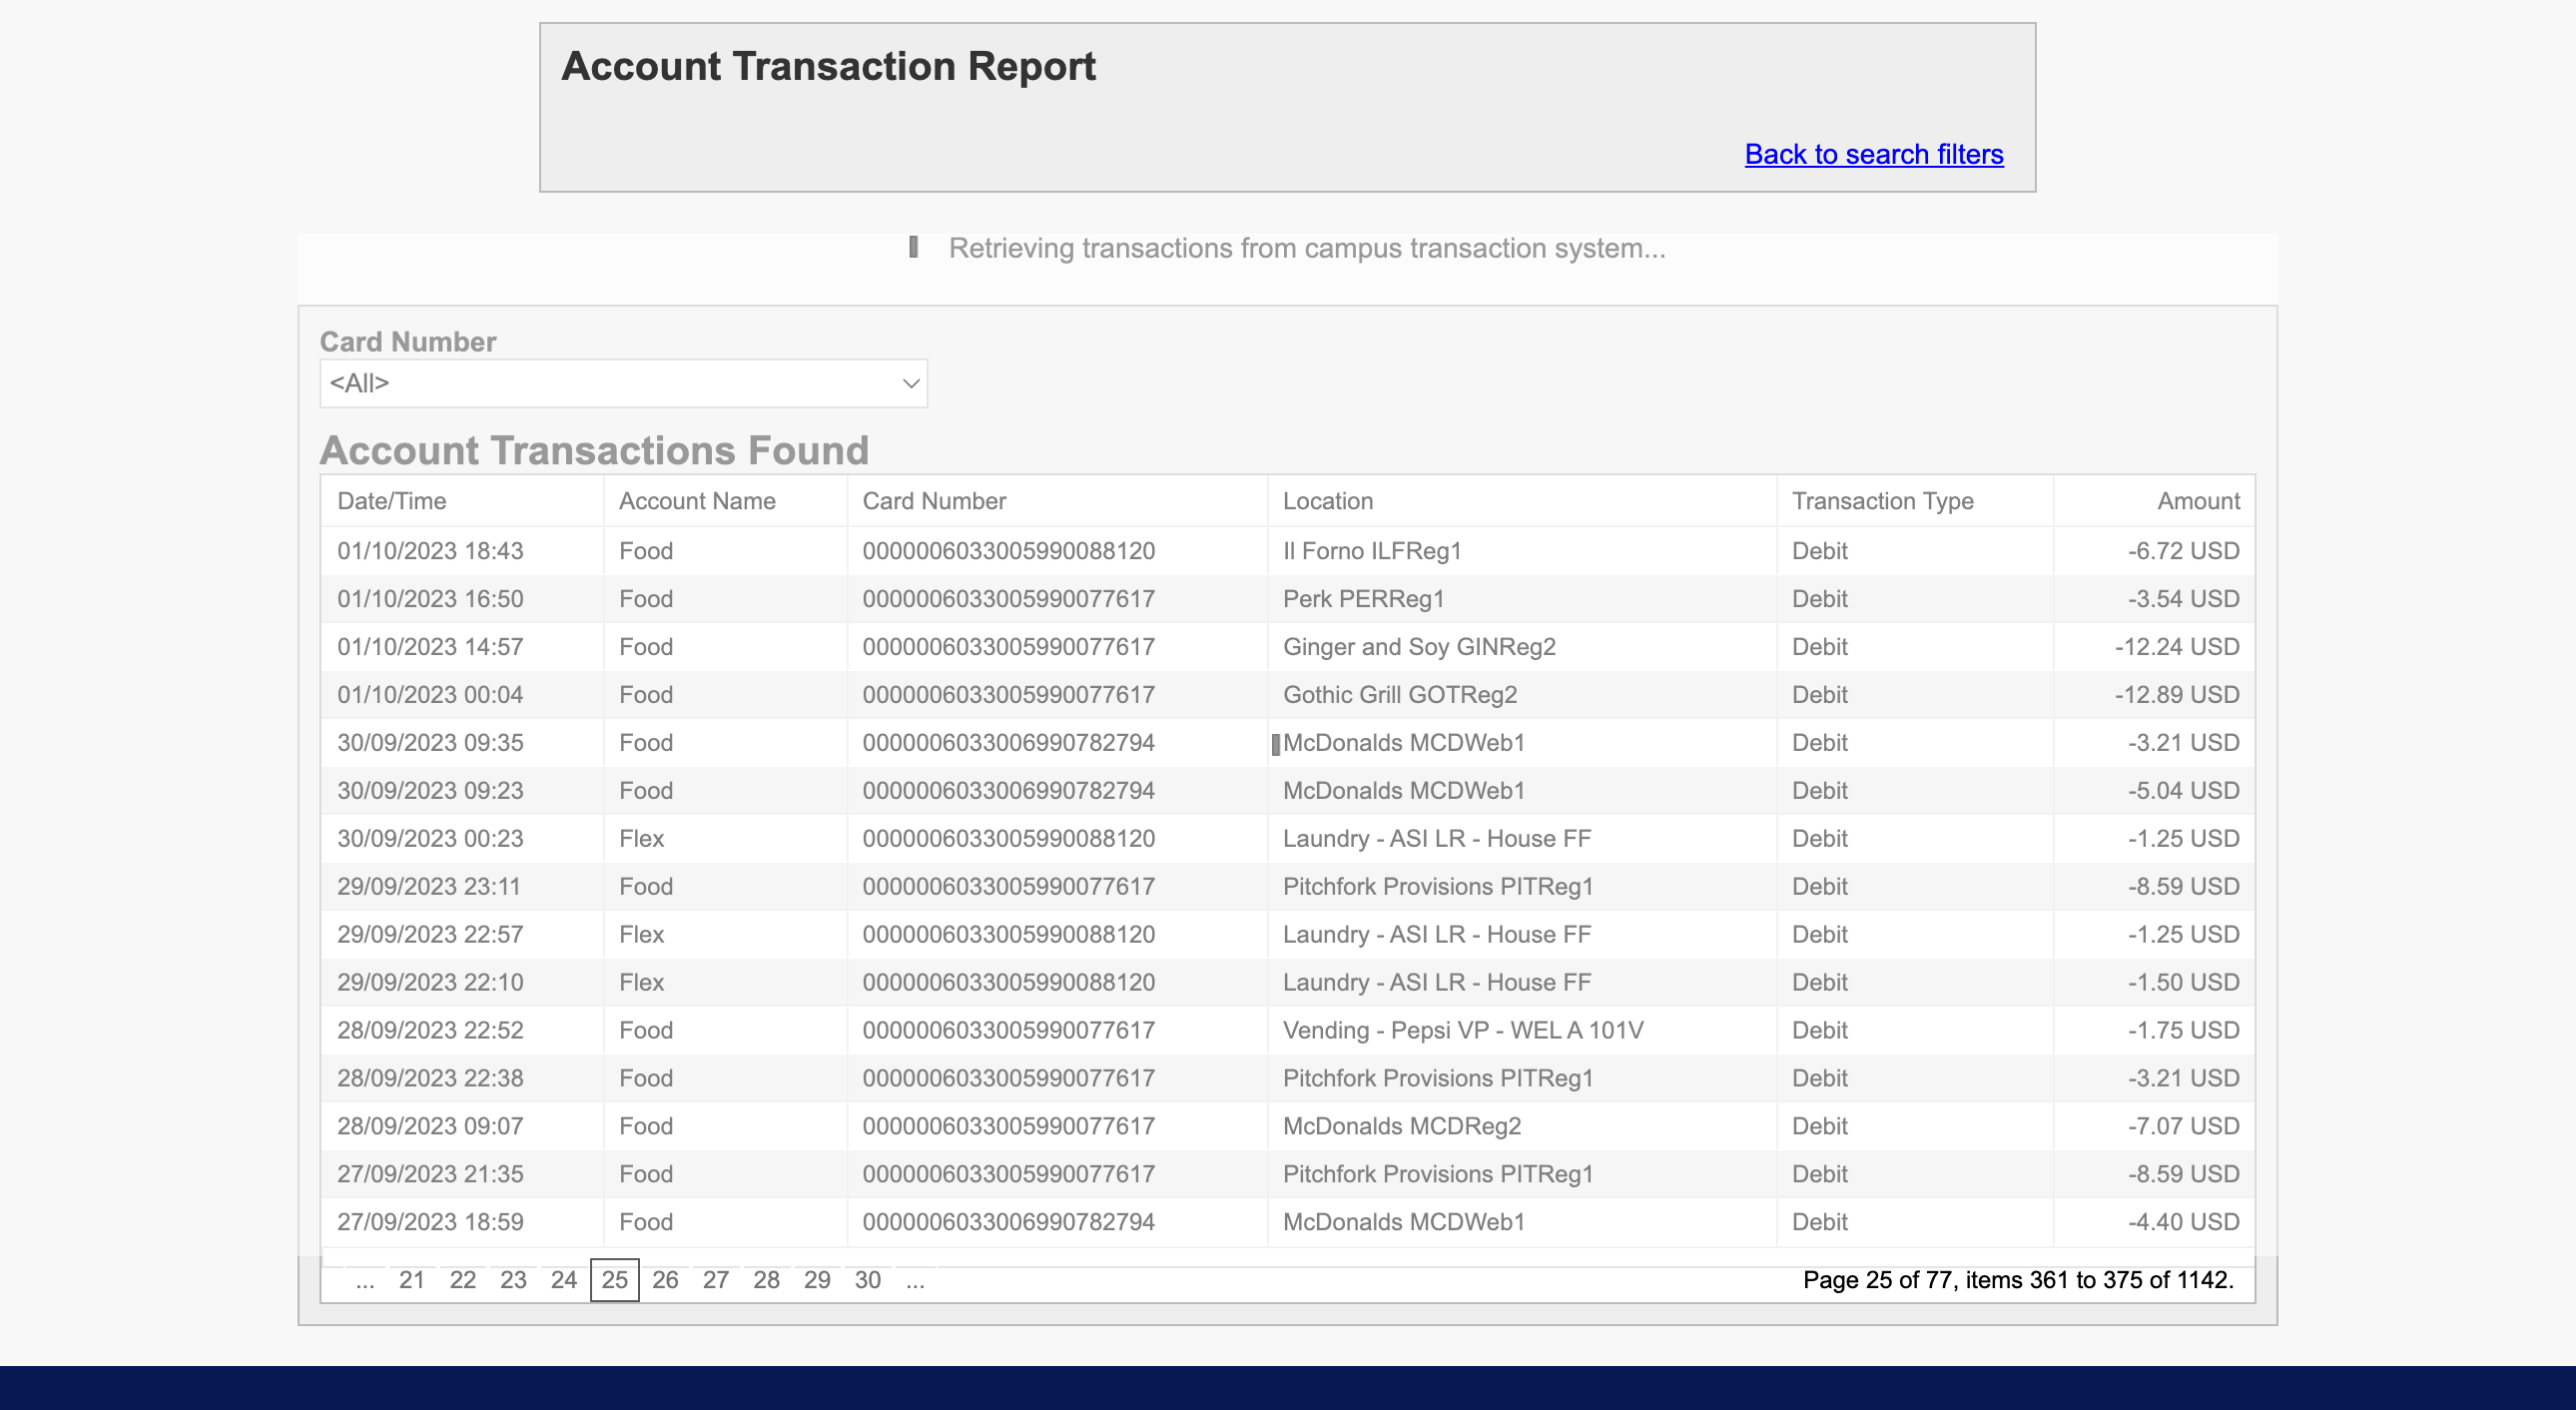 Account Transaction Report
Back to search filters
Retrieving transactions from campus transaction system...
Card Number
<All>
Account Transactions Found
Date/Time Account Name Card Number Location Transaction Type Amount
01/10/2023 18:43 Food 0000006033005990088120 Il Forno ILFReg1 Debit -6.72 USD
01/10/2023 16:50 Food 0000006033005990077617 Perk PERReg1 Debit -3.54 USD
01/10/2023 14:57 Food 0000006033005990077617 Ginger and Soy GINReg2 Debit -12.24 USD
01/10/2023 00:04 Food 0000006033005990077617 Gothic Grill GOTReg2 Debit -12.89 USD
30/09/2023 09:35 Food 0000006033006990782794 McDonalds MCDWeb1 Debit -3.21 USD
30/09/2023 09:23 Food 0000006033006990782794 McDonalds MCDWeb1 Debit -5.04 USD
30/09/2023 00:23 Flex 0000006033005990088120 Laundry - ASI LR - House FF Debit -1.25 USD
29/09/2023 23:11 Food 0000006033005990077617 Pitchfork Provisions PITReg1 Debit -8.59 USD
29/09/2023 22:57 Flex 0000006033005990088120 Laundry - ASI LR - House FF Debit -1.25 USD
29/09/2023 22:10 Flex 0000006033005990088120 Laundry - ASI LR - House FF Debit -1.50 USD
28/09/2023 22:52 Food 0000006033005990077617 Vending - Pepsi VP - WEL A 101V Debit -1.75 USD
28/09/2023 22:38 Food 0000006033005990077617 Pitchfork Provisions PITReg1 Debit -3.21 USD
28/09/2023 09:07 Food 0000006033005990077617 McDonalds MCDReg2 Debit -7.07 USD
27/09/2023 21:35 Food 0000006033005990077617 Pitchfork Provisions PITReg1 Debit -8.59 USD
27/09/2023 18:59 Food 0000006033006990782794 McDonalds MCDWeb1 Debit -4.40 USD
... 21 22 23 24 25 26 27 28 29 30 ... Page 25 of 77, items 361 to 375 of 1142.